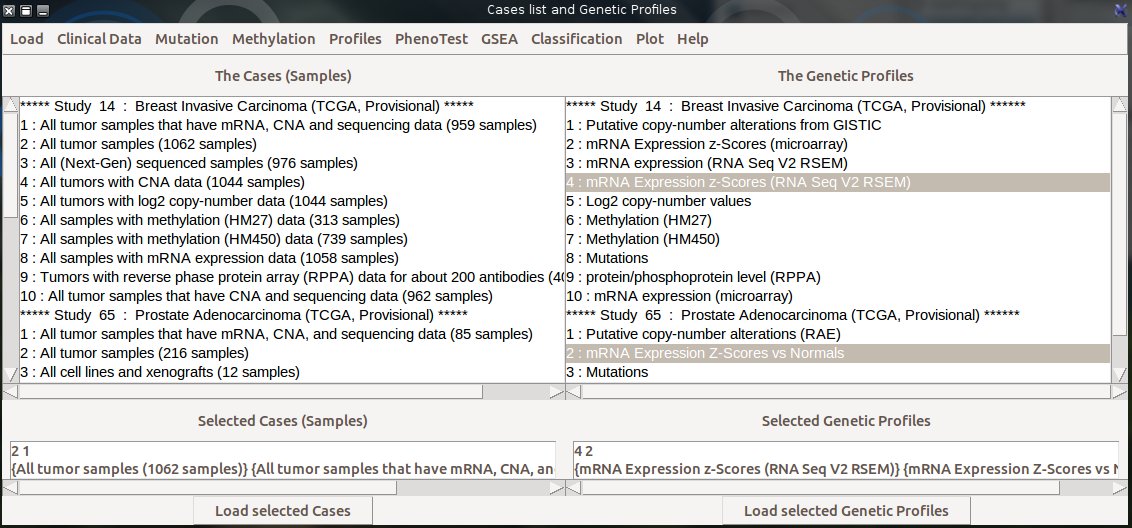 Cases list and Genetic Profiles
Load Clinical Data Mutation Methylation Profiles PhenoTest GSEA Classification Plot Help
The Cases (Samples)
***** Study 14 : Breast Invasive Carcinoma (TCGA, Provisional) *****
1 : All tumor samples that have mRNA, CNA and sequencing data (959 samples)
2 : All tumor samples (1062 samples)
3 : All (Next-Gen) sequenced samples (976 samples)
4 : All tumors with CNA data (1044 samples)
5 : All tumors with log2 copy-number data (1044 samples)
6 : All samples with methylation (HM27) data (313 samples)
7 : All samples with methylation (HM450) data (739 samples)
8 : All samples with mRNA expression data (1058 samples)
9 : Tumors with reverse phase protein array (RPPA) data for about 200 antibodies (40
10 : All tumor samples that have CNA and sequencing data (962 samples)
***** Study 65 : Prostate Adenocarcinoma (TCGA, Provisional) *****
1 : All tumor samples that have mRNA, CNA, and sequencing data (85 samples)
2 : All tumor samples (216 samples)
3 : All cell lines and xenografts (12 samples)
The Genetic Profiles
***** Study 14 : Breast Invasive Carcinoma (TCGA, Provisional) ******
1 : Putative copy-number alterations from GISTIC
2 : mRNA Expression z-Scores (microarray)
3 : mRNA expression (RNA Seq V2 RSEM)
4 : mRNA Expression z-Scores (RNA Seq V2 RSEM)
5 : Log2 copy-number values
6 : Methylation (HM27)
7 : Methylation (HM450)
8 : Mutations
9 : protein/phosphoprotein level (RPPA)
10 : mRNA expression (microarray)
***** Study 65 : Prostate Adenocarcinoma (TCGA, Provisional) ******
1 : Putative copy-number alterations (RAE)
2 : mRNA Expression Z-Scores vs Normals
3 : Mutations
Selected Cases (Samples)
2 1
{All tumor samples (1062 samples)} {All tumor samples that have mRNA, CNA, an
Load selected Cases
Selected Genetic Profiles
4 2
{mRNA Expression z-Scores (RNA Seq V2 RSEM)} {mRNA Expression Z-Scores vs
Load selected Genetic Profiles